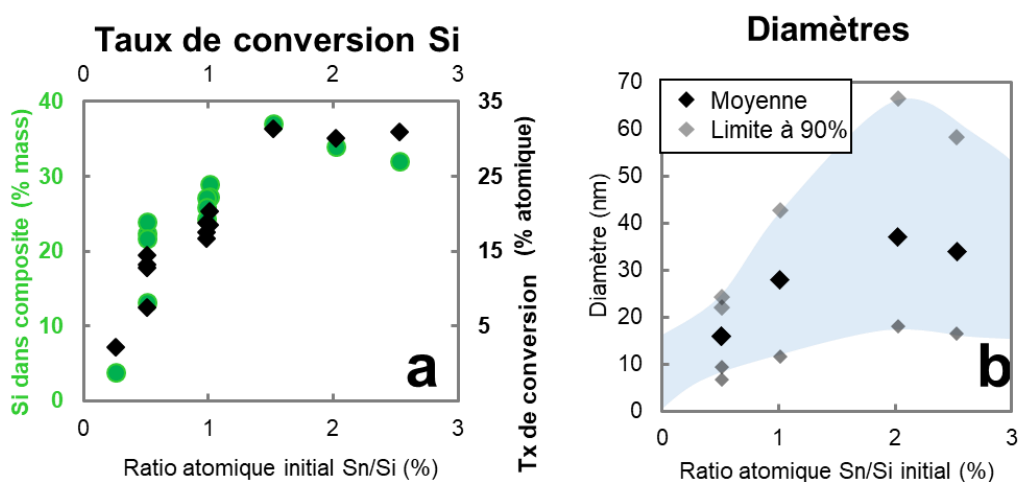 Taux de conversion Si
0 1 2 3
40
30
20
10
0
Si dans composite (% mass)
35
25
15
5
Tx de conversion (% atomique)
a
0 1 2 3
Ratio atomique initial Sn/Si (%)
Diamètres
Moyenne
Limite à 90%
70
60
50
40
30
20
10
0
Diamètre (nm)
b
0 1 2 3
Ratio atomique Sn/Si initial (%)